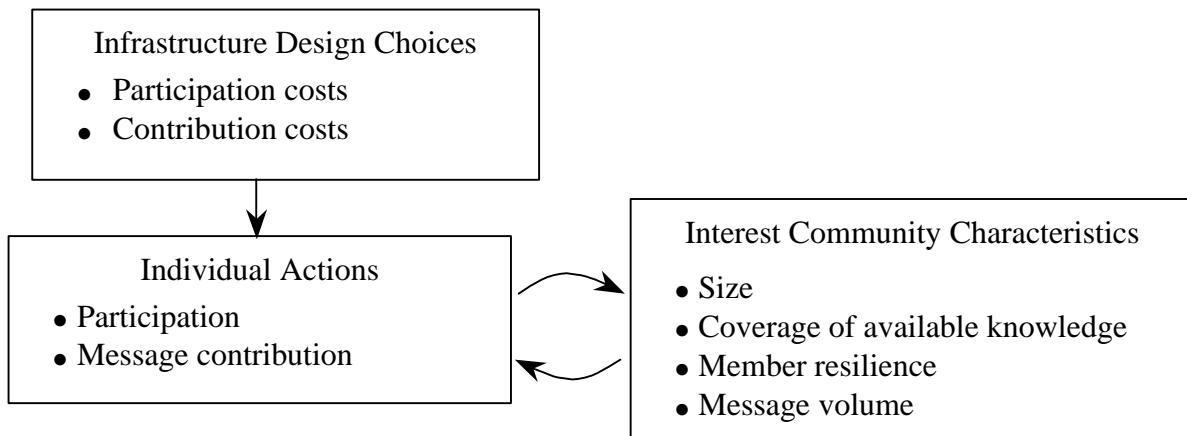 Infrastructure Design Choices
● Participation costs
● Contribution costs
Individual Actions
● Participation
● Message contribution
Interest Community Characteristics
● Size
● Coverage of available knowledge
● Member resilience
● Message volume